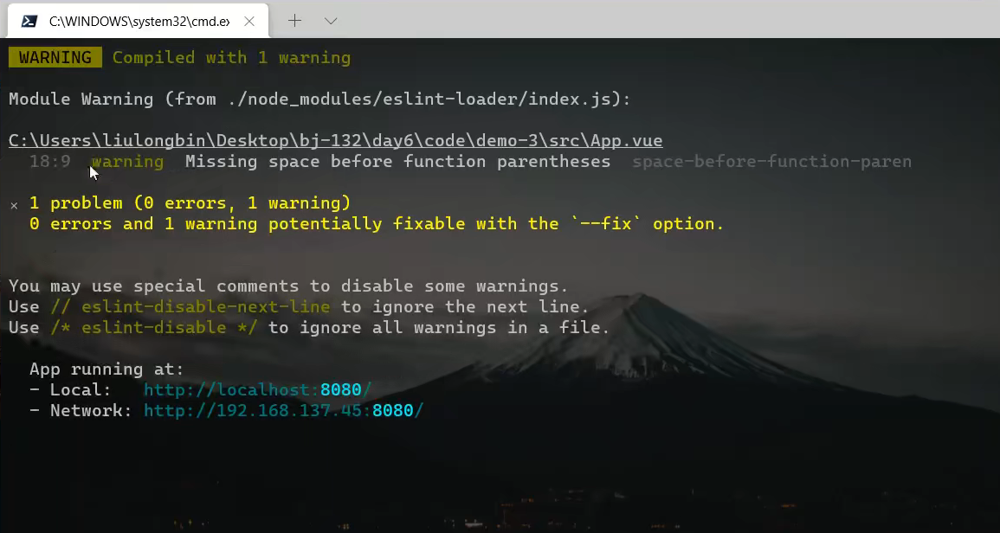 C:\WINDOWS\system32\cmd.ex
WARNING Compiled with 1 warning
Module Warning (from ./node_modules/eslint-loader/index.js):
C:\Users\liulongbin\Desktop\bj-132\day6\code\demo-3\src\App.vue
18:9 warning Missing space before function parentheses space-before-function-paren
× 1 problem (0 errors, 1 warning)
0 errors and 1 warning potentially fixable with the `--fix` option.
You may use special comments to disable some warnings.
Use // eslint-disable-next-line to ignore the next line.
Use /* eslint-disable */ to ignore all warnings in a file.
App running at:
- Local: http://localhost:8080/
- Network: http://192.168.137.45:8080/